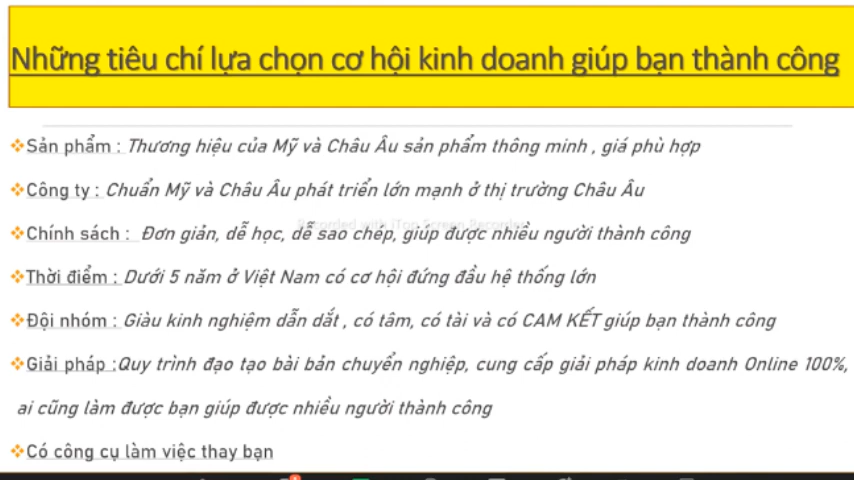 Những tiêu chí lựa chọn cơ hội kinh doanh giúp bạn thành công
Sản phẩm : Thương hiệu của Mỹ và Châu Âu sản phẩm thông minh , giá phù hợp
Công ty : Chuẩn Mỹ và Châu Âu phát triển lớn mạnh ở thị trường Châu Âu
Recorded with iTop Screen Recorder
Chính sách : Đơn giản, dễ học, dễ sao chép, giúp được nhiều người thành công
Thời điểm : Dưới 5 năm ở Việt Nam có cơ hội đứng đầu hệ thống lớn
Đội nhóm : Giàu kinh nghiệm dẫn dắt , có tâm, có tài và có CAM KẾT giúp bạn thành công
Giải pháp :Quy trình đạo tạo bài bản chuyển nghiệp, cung cấp giải pháp kinh doanh Online 100%,
ai cũng làm được bạn giúp được nhiều người thành công
Có công cụ làm việc thay bạn